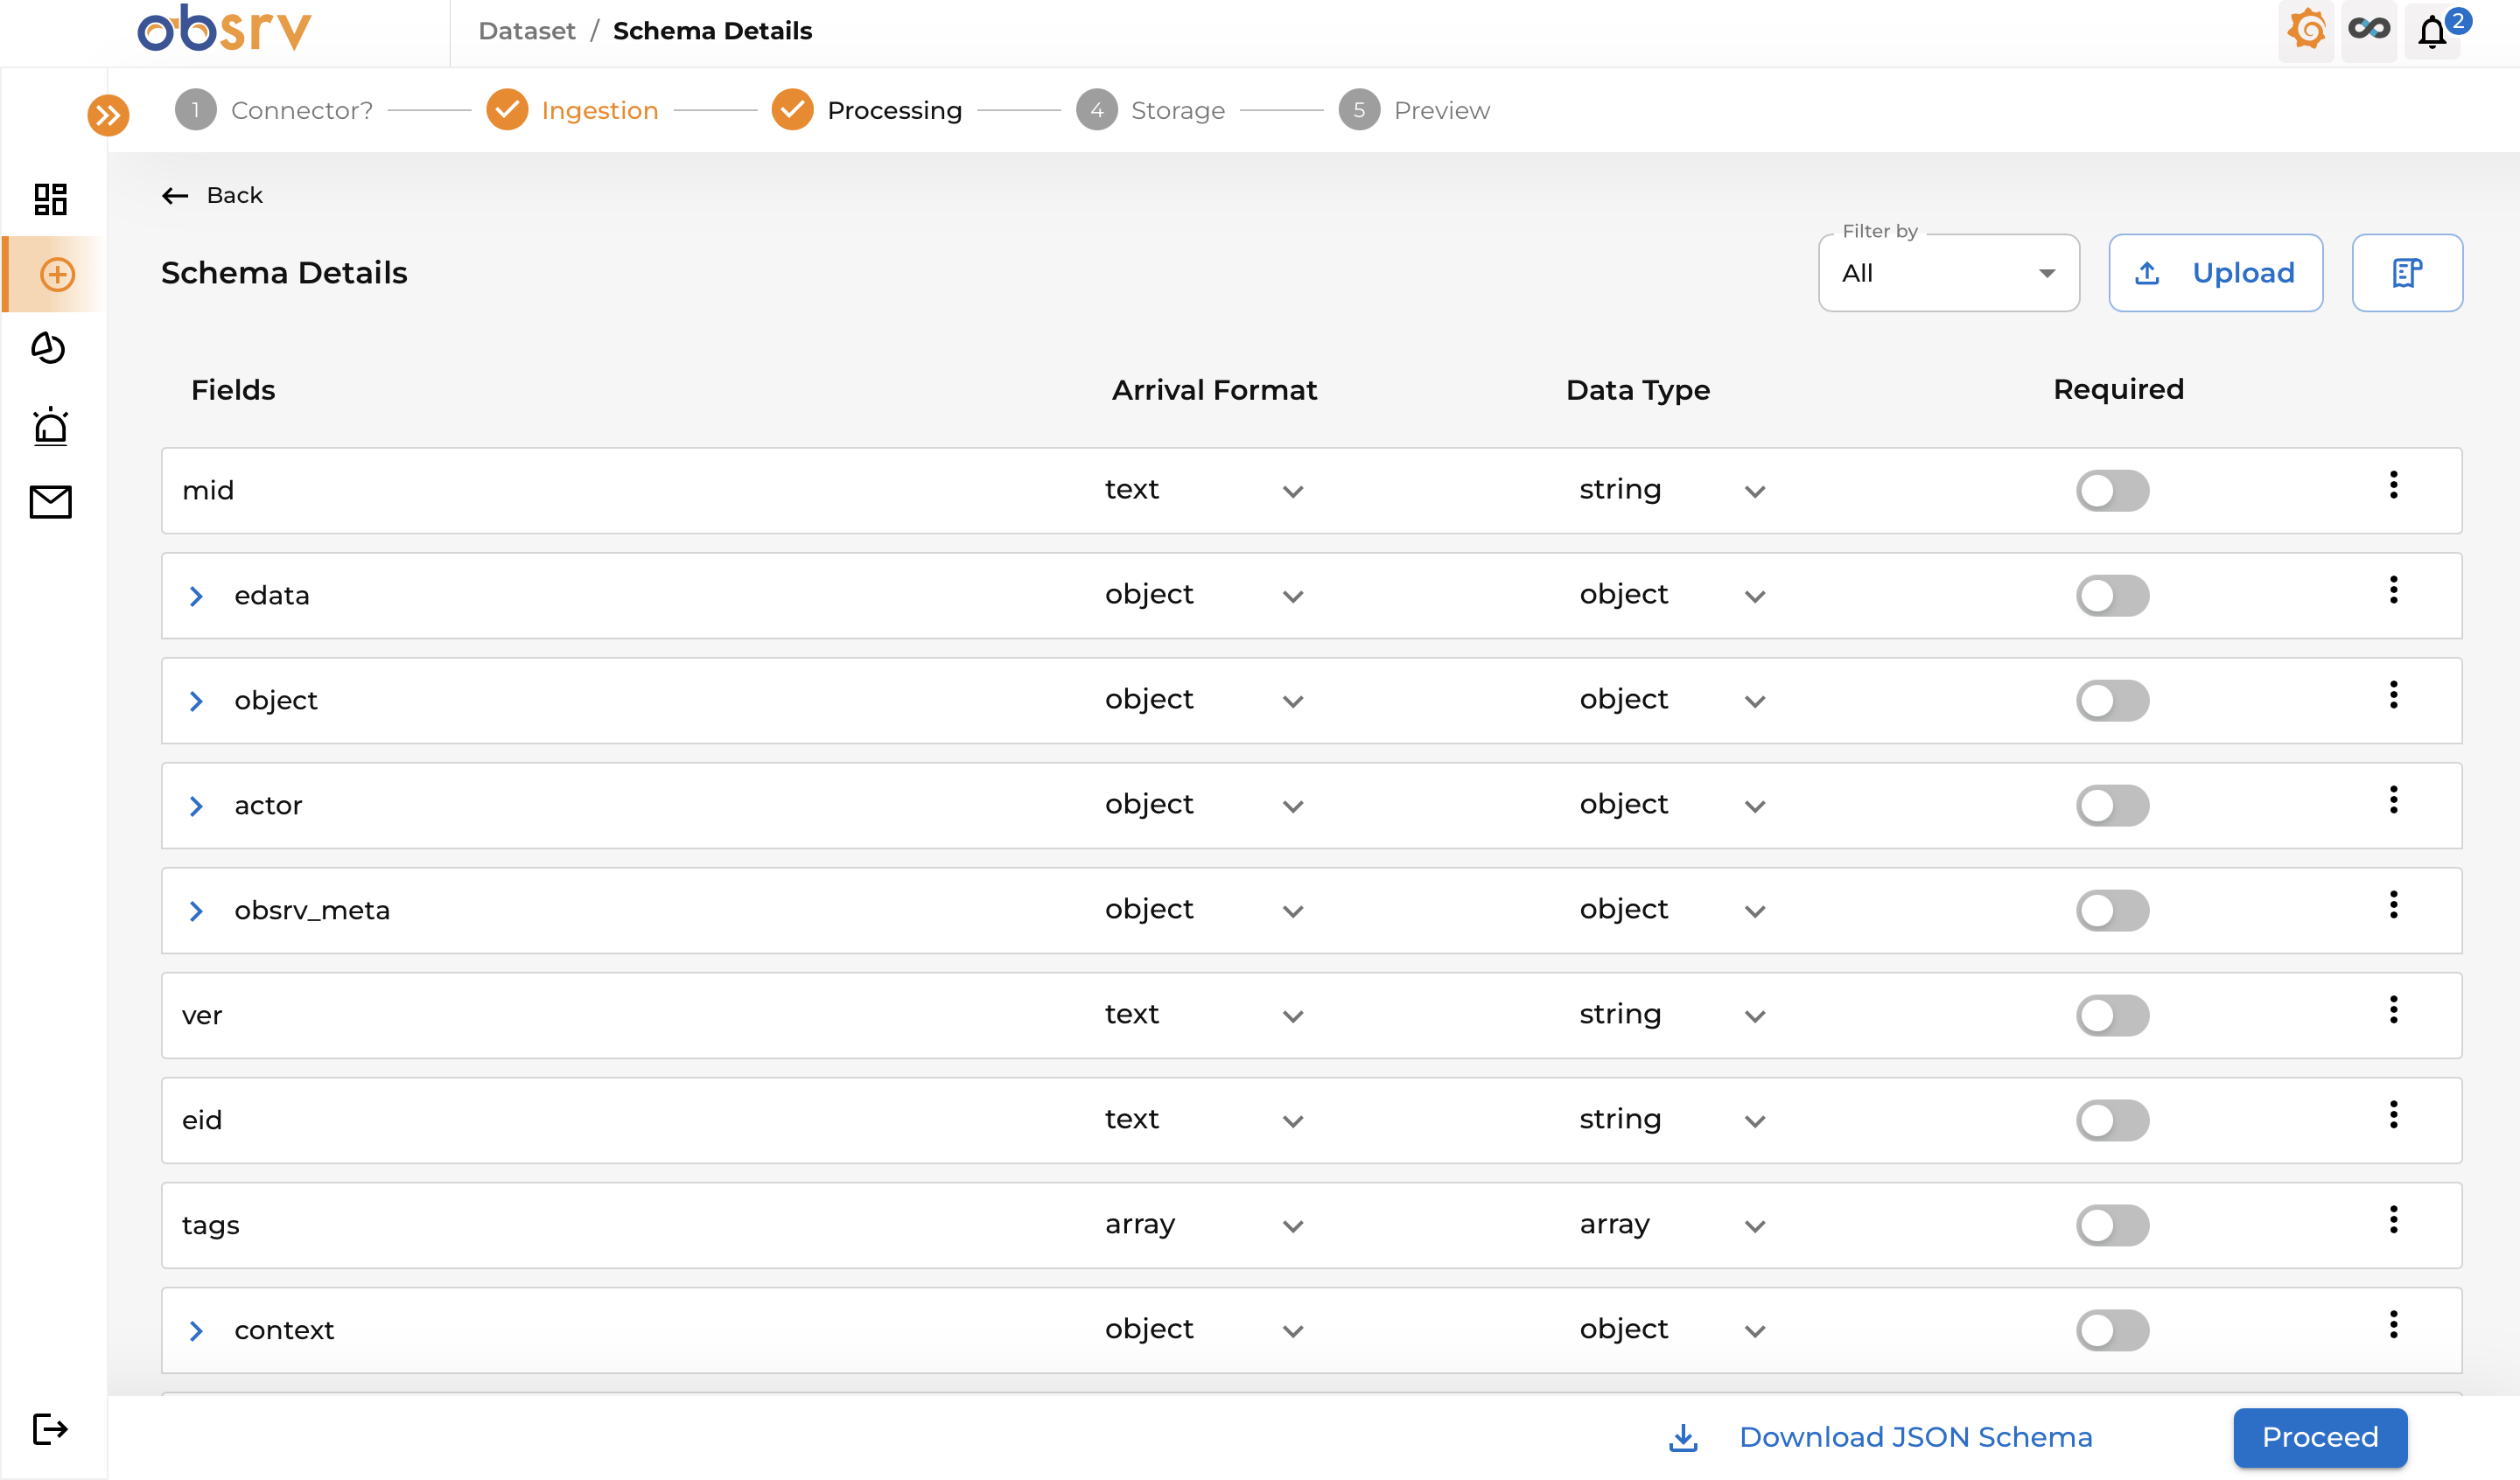 obsrv
Dataset / Schema Details
2
1 Connector? Ingestion Processing 4 Storage 5 Preview
Back
Schema Details
Filter by
All
Upload
Fields Arrival Format Data Type Required
mid text string
edata object object
object object object
actor object object
obsrv_meta object object
ver text string
eid text string
tags array array
context object object
Download JSON Schema Proceed